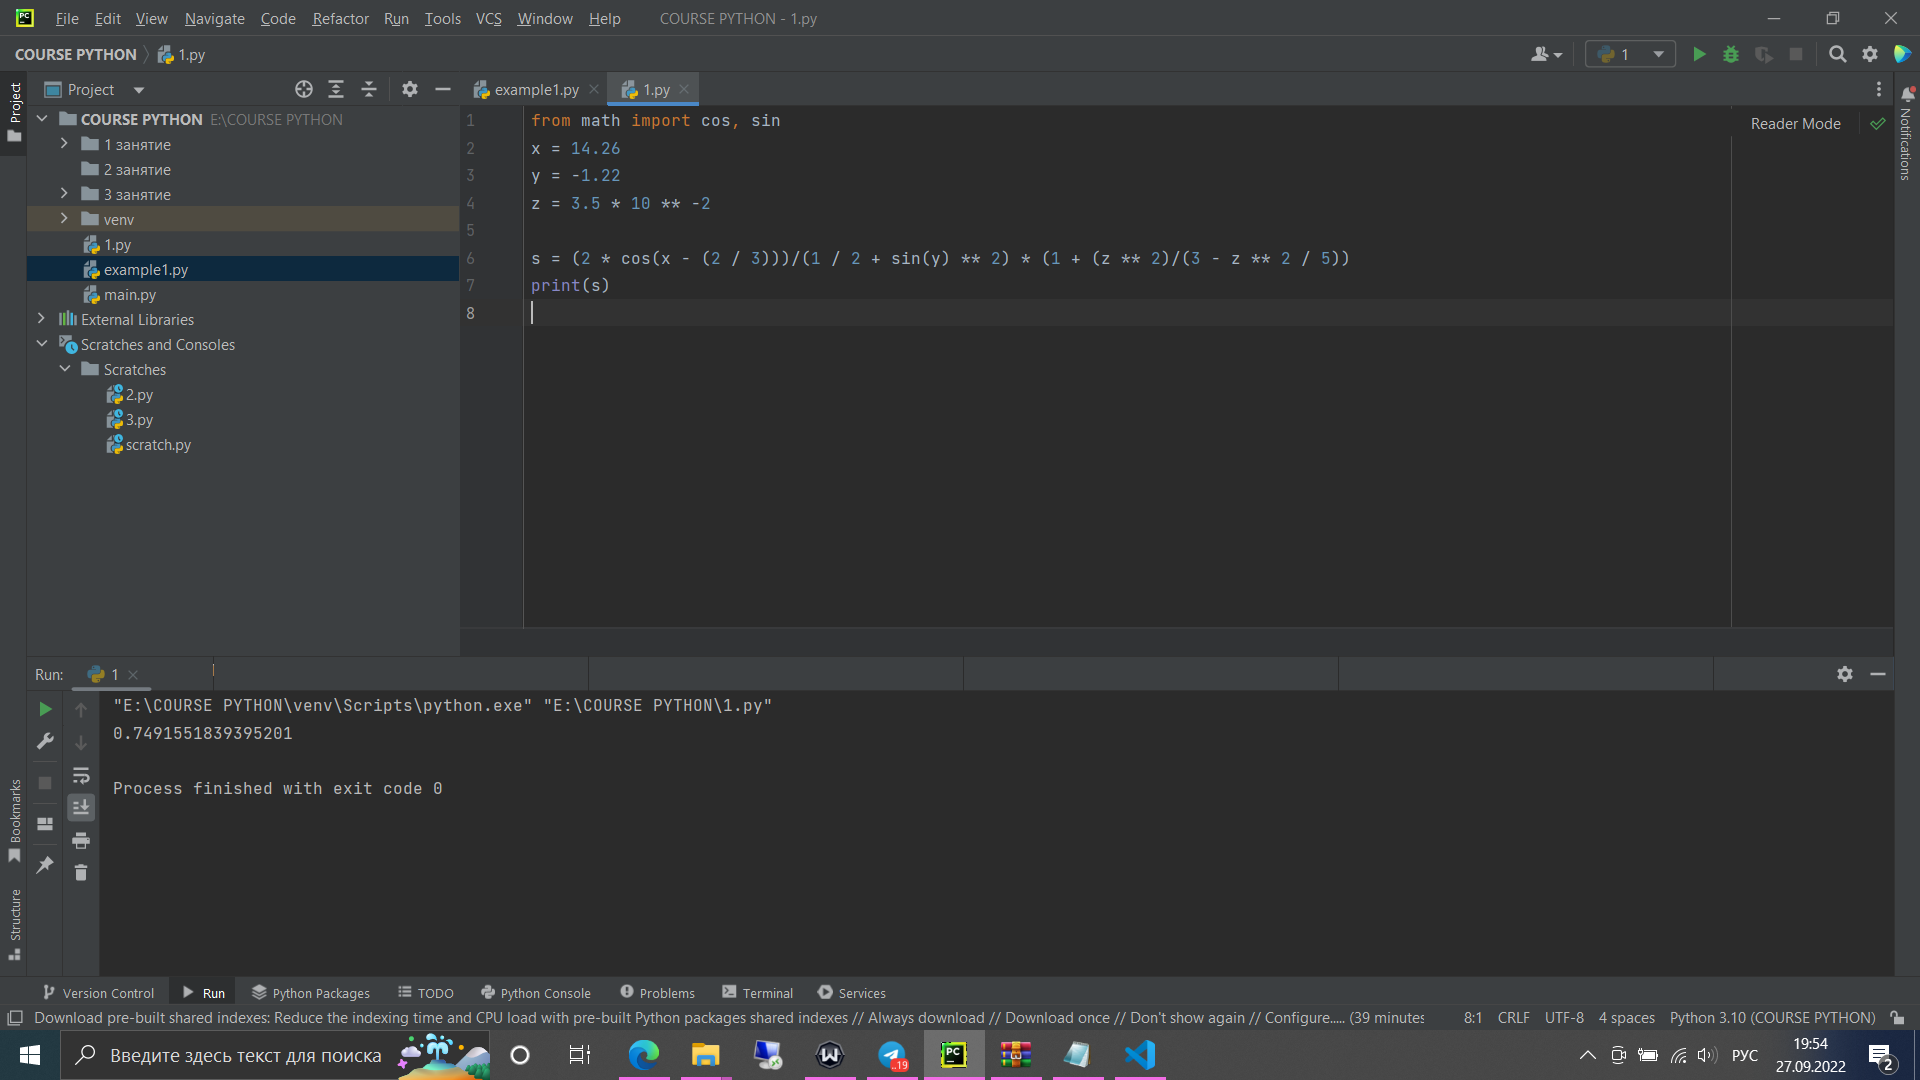 File Edit View Navigate Code Refactor Run Tools VCS Window Help COURSE PYTHON - 1.py
COURSE PYTHON 1.py 1
Project
Project
example1.py 1.py
COURSE PYTHON E:\COURSE PYTHON
1 занятие
2 занятие
3 занятие
venv
1.py
example1.py
main.py
External Libraries
Scratches and Consoles
Scratches
2.py
3.py
scratch.py
1 from math import cos, sin
2 x = 14.26
3 y = -1.22
4 z = 3.5 * 10 ** -2
5
6 s = (2 * cos(x - (2 / 3)))/(1 / 2 + sin(y) ** 2) * (1 + (z ** 2)/(3 - z ** 2 / 5))
7 print(s)
8
Reader Mode
Notifications
Run: 1
"E:\COURSE PYTHON\venv\Scripts\python.exe" "E:\COURSE PYTHON\1.py"
0.7491551839395201
Process finished with exit code 0
Bookmarks
Structure
Version Control Run Python Packages TODO Python Console Problems Terminal Services
Download pre-built shared indexes: Reduce the indexing time and CPU load with pre-built Python packages shared indexes // Always download // Download once // Don't show again // Configure..... (39 minutes 8:1 CRLF UTF-8 4 spaces Python 3.10 (COURSE PYTHON)
Введите здесь текст для поиска
PC
..19
РУС
19:54
27.09.2022
2